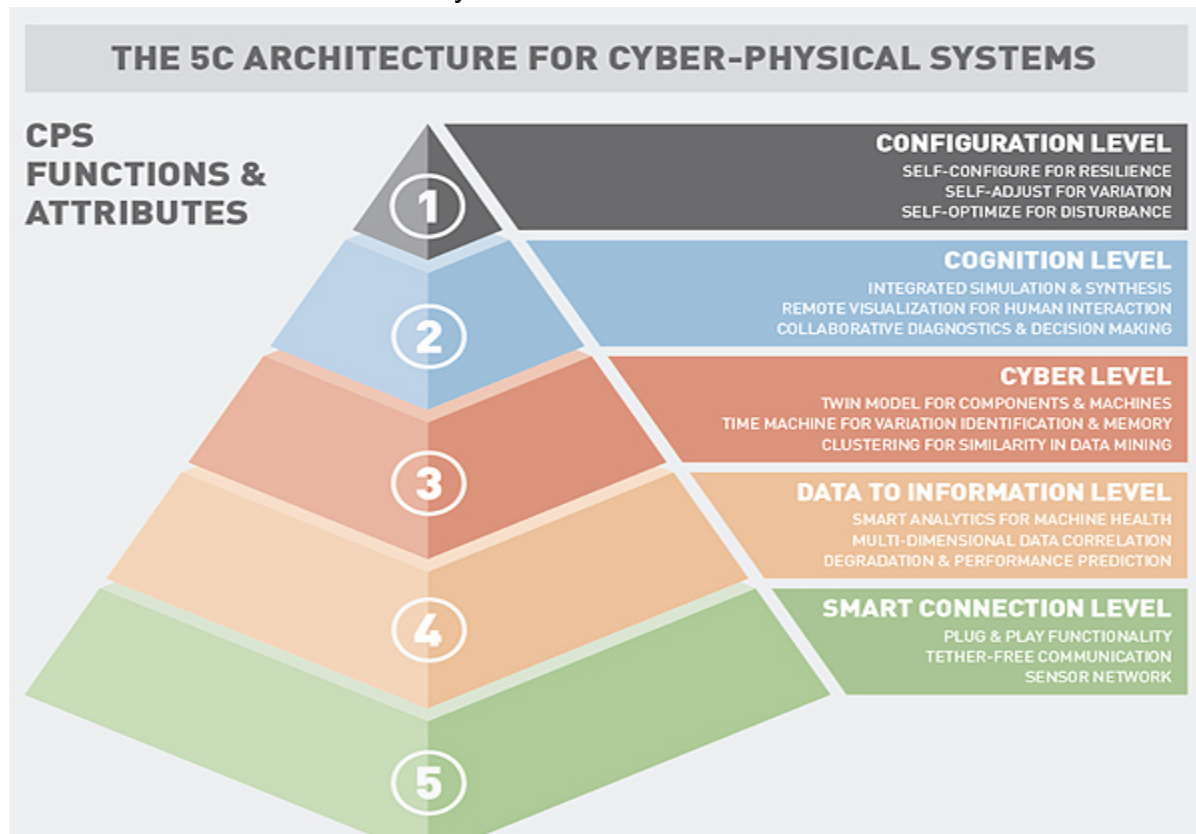 THE 5C ARCHITECTURE FOR CYBER-PHYSICAL SYSTEMS
CPS
FUNCTIONS &
ATTRIBUTES
1
CONFIGURATION LEVEL
SELF-CONFIGURE FOR RESILIENCE
SELF-ADJUST FOR VARIATION
SELF-OPTIMIZE FOR DISTURBANCE
2
COGNITION LEVEL
INTEGRATED SIMULATION & SYNTHESIS
REMOTE VISUALIZATION FOR HUMAN INTERACTION
COLLABORATIVE DIAGNOSTICS & DECISION MAKING
3
CYBER LEVEL
TWIN MODEL FOR COMPONENTS & MACHINES
TIME MACHINE FOR VARIATION IDENTIFICATION & MEMORY
CLUSTERING FOR SIMILARITY IN DATA MINING
4
DATA TO INFORMATION LEVEL
SMART ANALYTICS FOR MACHINE HEALTH
MULTI-DIMENSIONAL DATA CORRELATION
DEGRADATION & PERFORMANCE PREDICTION
5
SMART CONNECTION LEVEL
PLUG & PLAY FUNCTIONALITY
TETHER-FREE COMMUNICATION
SENSOR NETWORK